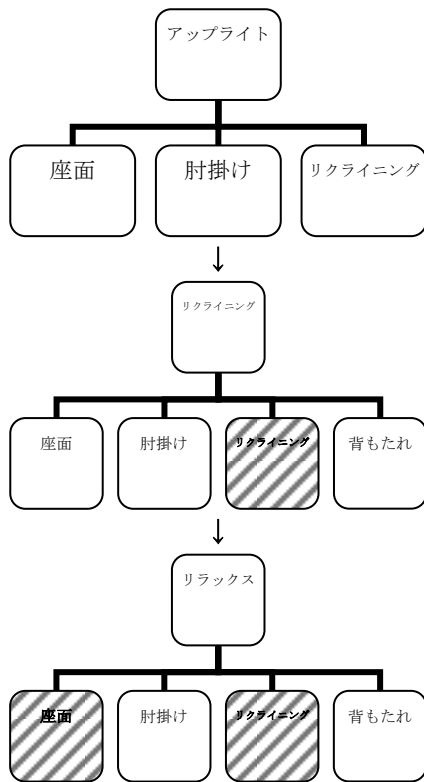 アップライト
座面
肘掛け
リクライニング
↓
リクライニング
座面
肘掛け
リクライニング
背もたれ
↓
リラックス
座面
肘掛け
リクライニング
背もたれ